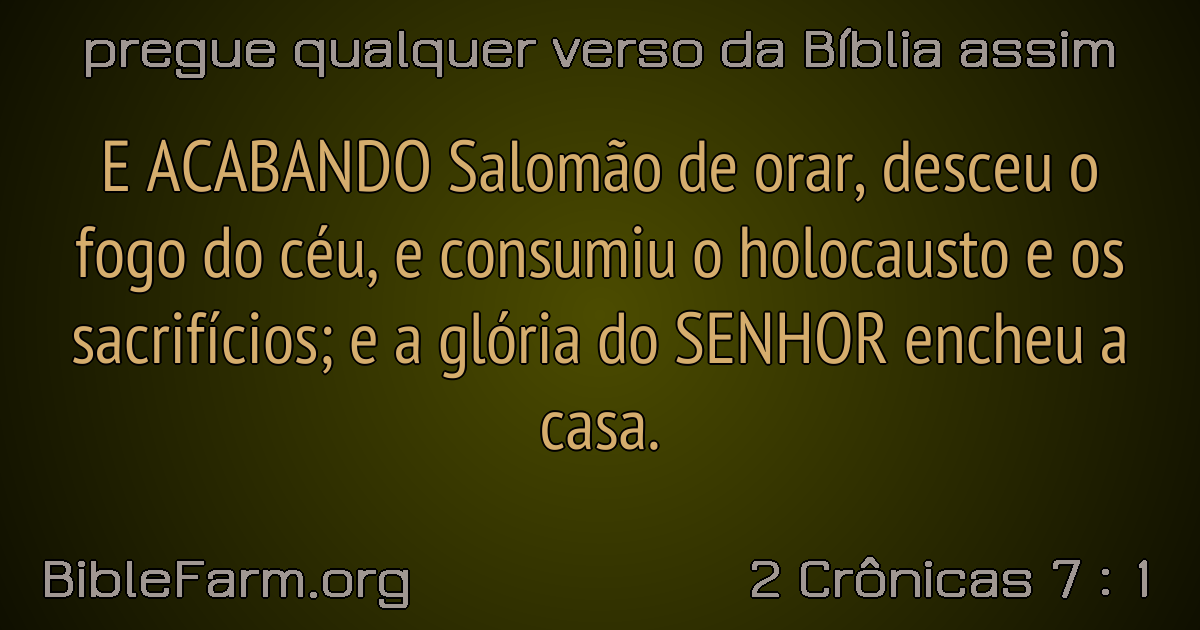 pregue qualquer verso da Bíblia assim
E ACABANDO Salomão de orar, desceu o
fogo do céu, e consumiu o holocausto e os
sacrifícios; e a glória do SENHOR encheu a
casa.
BibleFarm.org
2 Crônicas 7 : 1